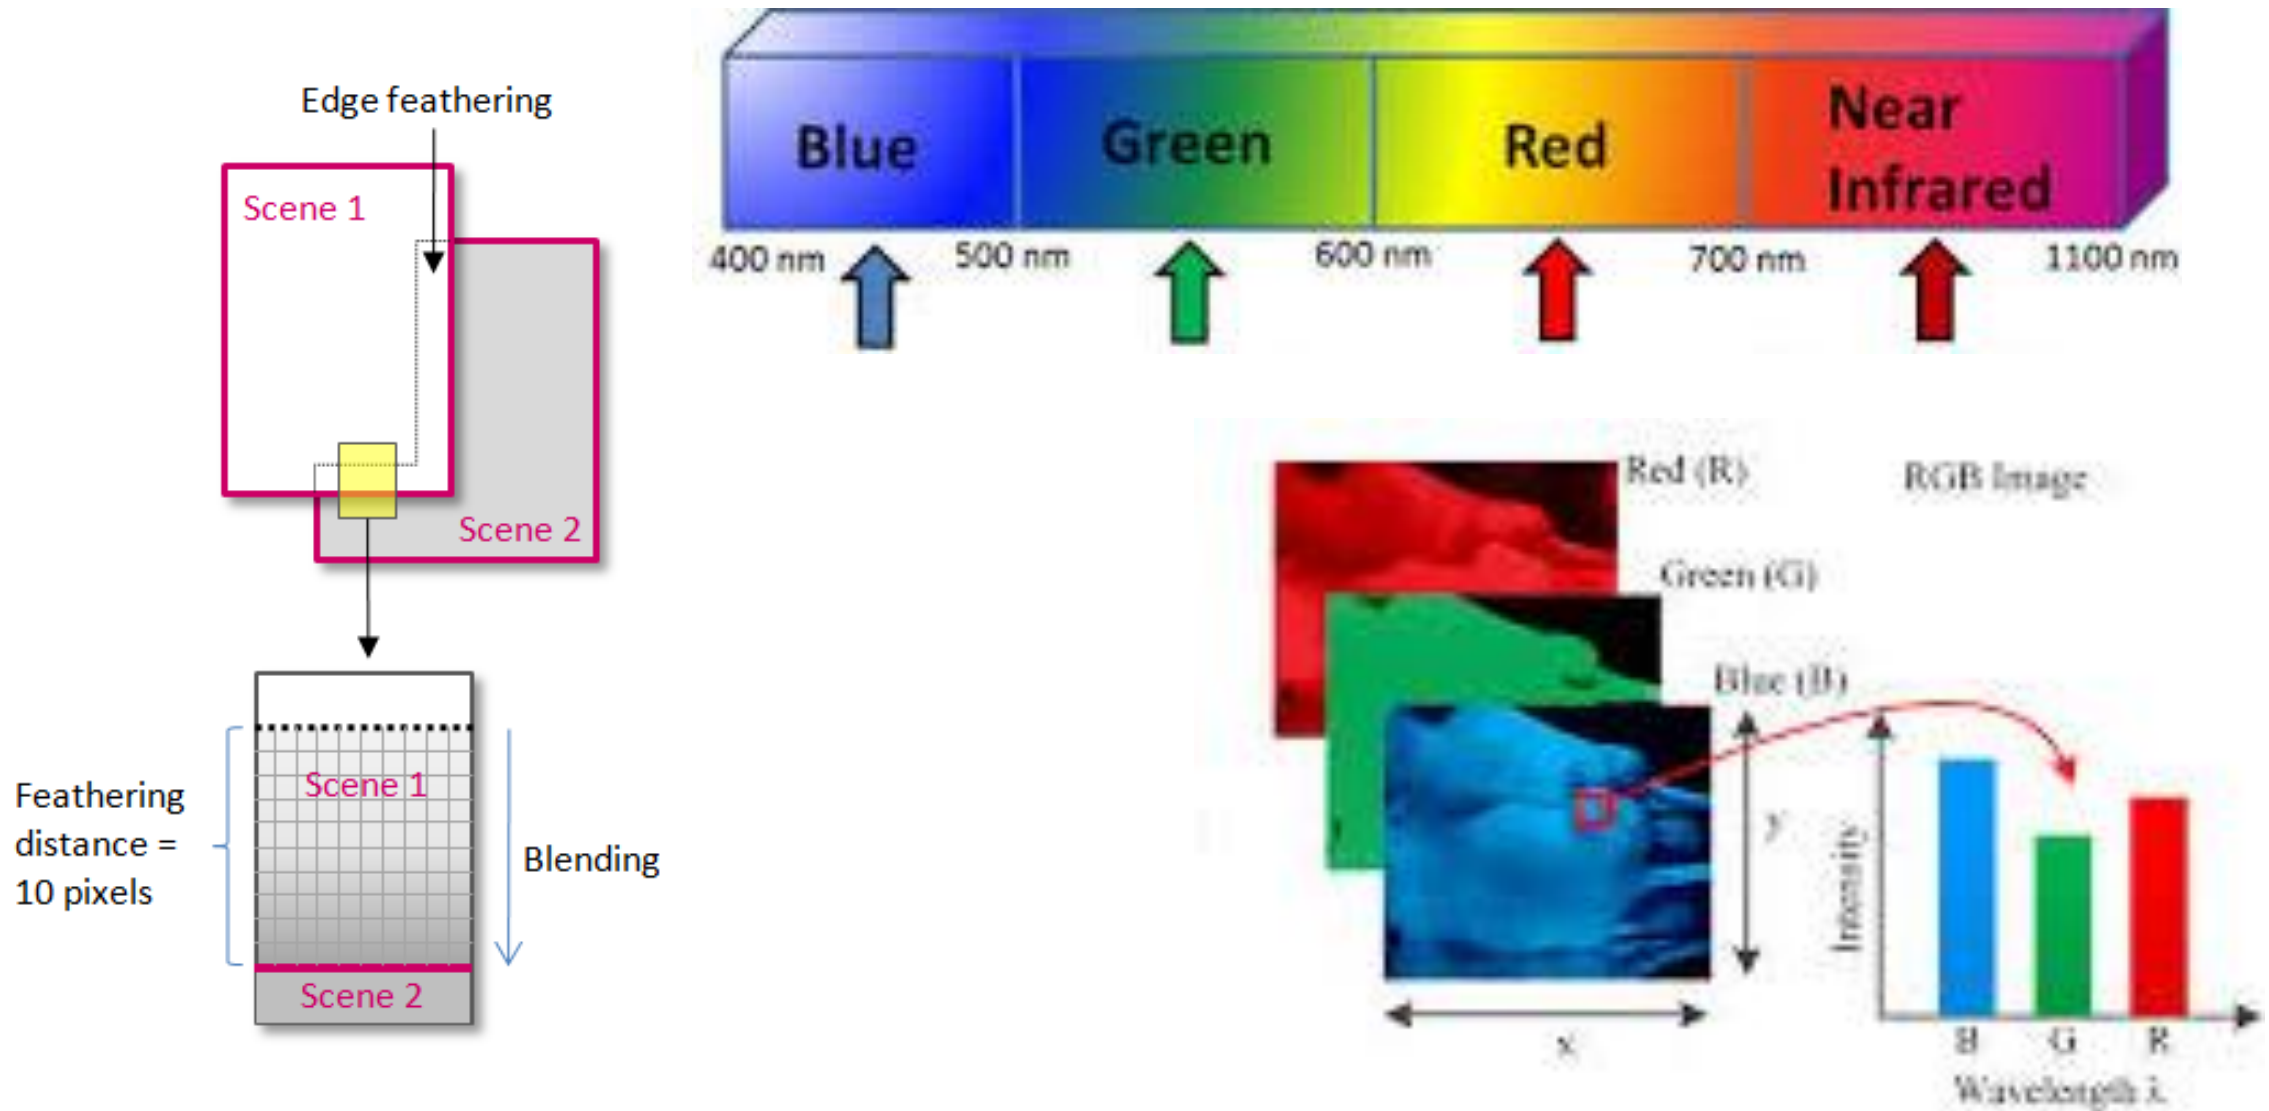 Edge feathering
Scene 1
Scene 2
Feathering
distance =
10 pixels
Scene 1
Blending
Scene 2
Blue
Green
Red
Near
Infrared
400 nm
500 nm
600 nm
700 nm
1100 nm
Red (R)
RGB Image
Green (G)
Blue (B)
y
x
Intensity
B
G
R
Wavelength λ